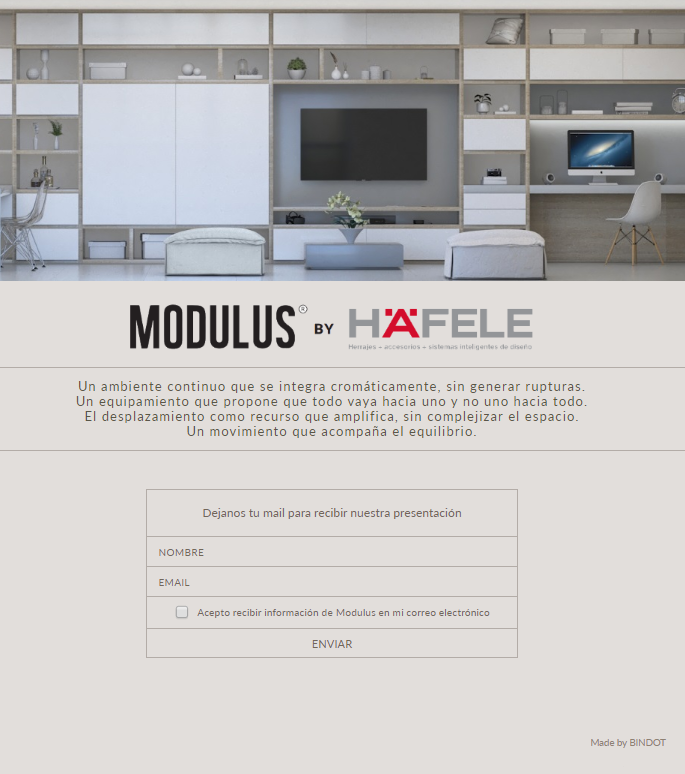 MODULUS® BY HÄFELE
Herrajes – accesorios – sistemas inteligentes de diseño
Un ambiente continuo que se integra cromáticamente, sin generar rupturas.
Un equipamiento que propone que todo vaya hacia uno y no uno hacia todo.
El desplazamiento como recurso que amplifica, sin complejizar el espacio.
Un movimiento que acompaña el equilibrio.
Dejanos tu mail para recibir nuestra presentación
NOMBRE
EMAIL
Acepto recibir información de Modulus en mi correo electrónico
ENVIAR
Made by BINDOT